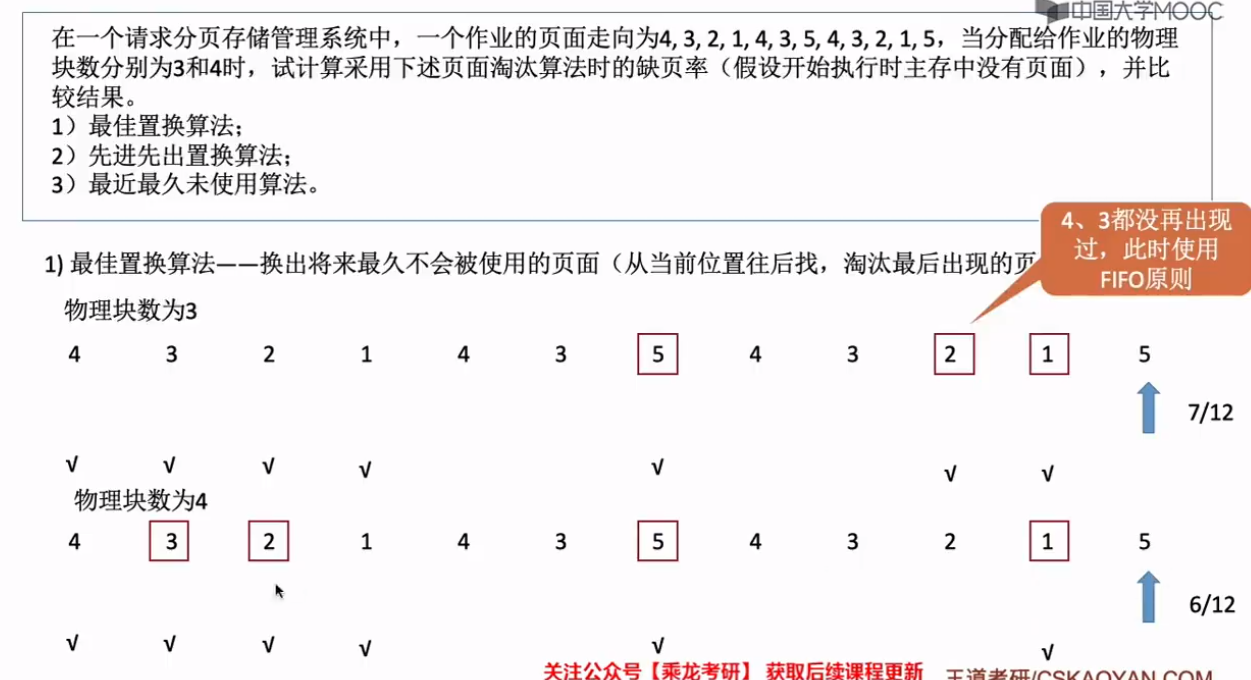 中国大学MOOC
在一个请求分页存储管理系统中，一个作业的页面走向为4, 3, 2, 1, 4, 3, 5, 4, 3, 2, 1, 5，当分配给作业的物理
块数分别为3和4时，试计算采用下述页面淘汰算法时的缺页率（假设开始执行时主存中没有页面），并比
较结果。
1）最佳置换算法；
2）先进先出置换算法；
3）最近最久未使用算法。
4、3都没再出现
过，此时使用
FIFO原则
1) 最佳置换算法——换出将来最久不会被使用的页面（从当前位置往后找，淘汰最后出现的页
物理块数为3
4 3 2 1 4 3 5 4 3 2 1 5
7/12
√ √ √ √ √ √ √
物理块数为4
4 3 2 1 4 3 5 4 3 2 1 5
6/12
√ √ √ √ √ √
关注公众号【乘龙考研】 获取后续课程更新
王道考研/CSKAOYAN.COM